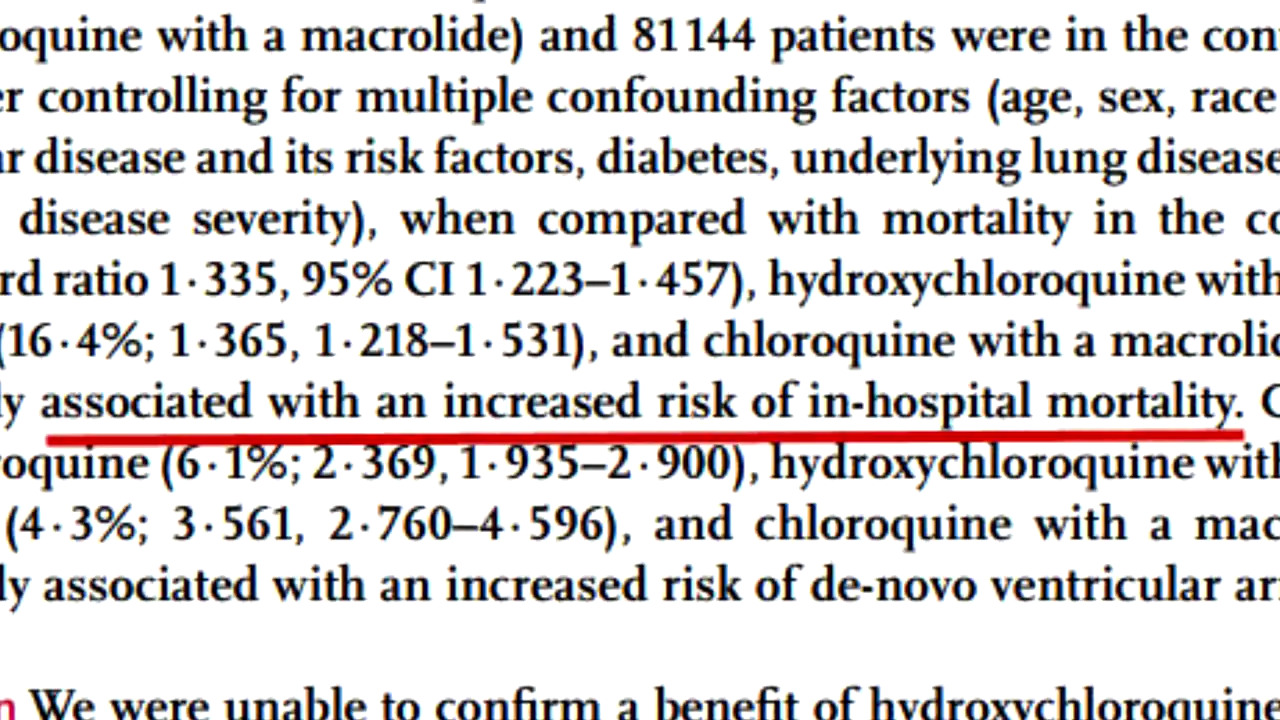 oquine with a macrolide) and 81144 patients were in the con
er controlling for multiple confounding factors (age, sex, race
ar disease and its risk factors, diabetes, underlying lung disease
disease severity), when compared with mortality in the co
rd ratio 1·335, 95% CI 1·223–1·457), hydroxychloroquine with
(16·4%; 1·365, 1·218–1·531), and chloroquine with a macrolid
ly associated with an increased risk of in-hospital mortality. C
roquine (6·1%; 2·369, 1·935–2·900), hydroxychloroquine with
(4·3%; 3·561, 2·760–4·596), and chloroquine with a mac
ly associated with an increased risk of de-novo ventricular arr
n We were unable to confirm a benefit of hydroxychloroquine